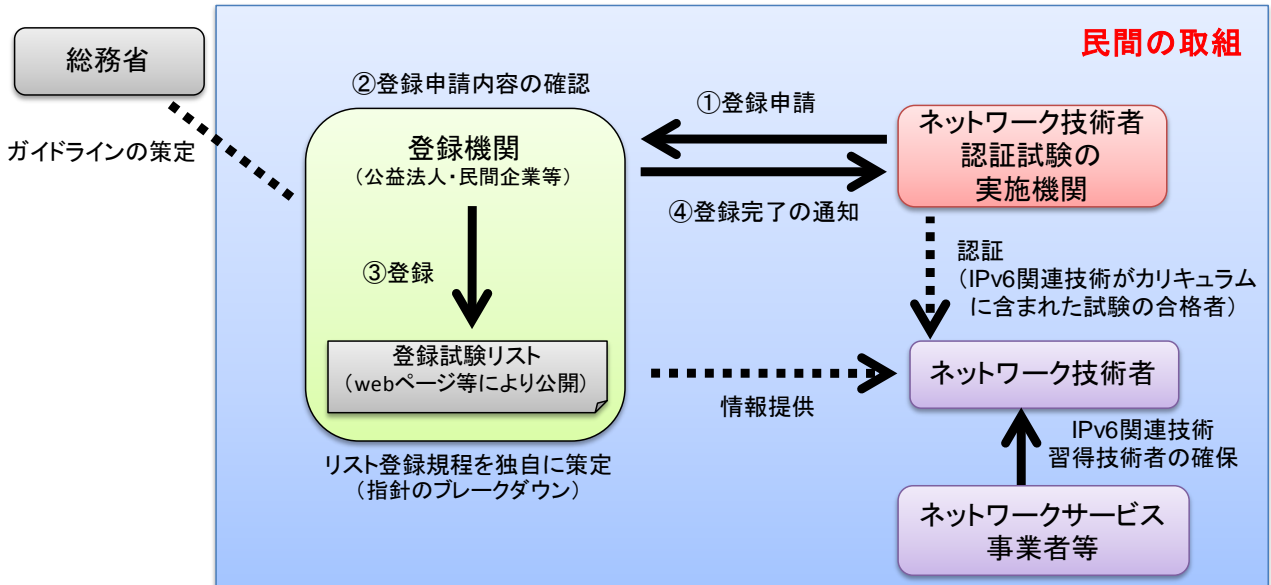 民間の取組
総務省
ガイドラインの策定
②登録申請内容の確認
登録機関
（公益法人・民間企業等）
③登録
登録試験リスト
（webページ等により公開）
リスト登録規程を独自に策定
（指針のブレークダウン）
①登録申請
④登録完了の通知
ネットワーク技術者
認証試験の
実施機関
認証
（IPv6関連技術がカリキュラム
に含まれた試験の合格者）
情報提供
ネットワーク技術者
IPv6関連技術
習得技術者の確保
ネットワークサービス
事業者等